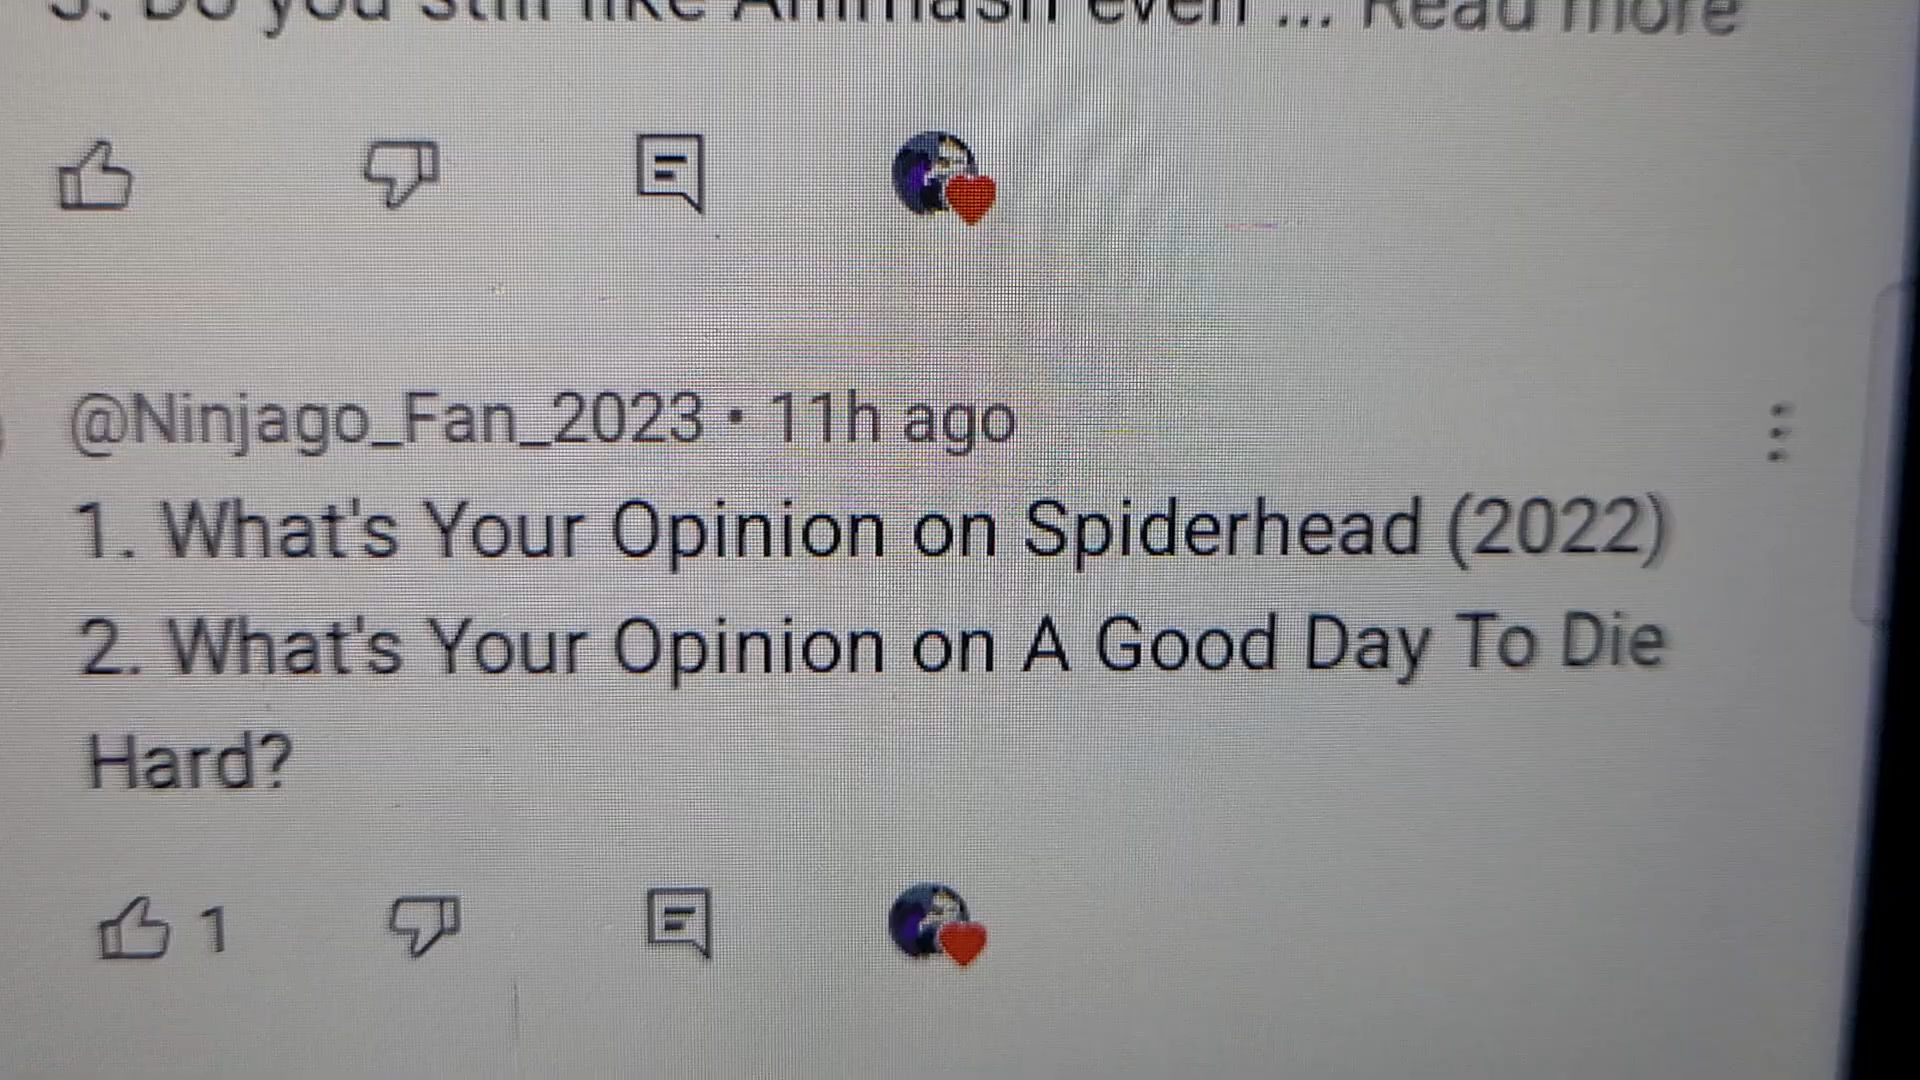 3. Do you still like Animash even ... Read more
@Ninjago_Fan_2023 • 11h ago
1. What's Your Opinion on Spiderhead (2022)
2. What's Your Opinion on A Good Day To Die
Hard?
1